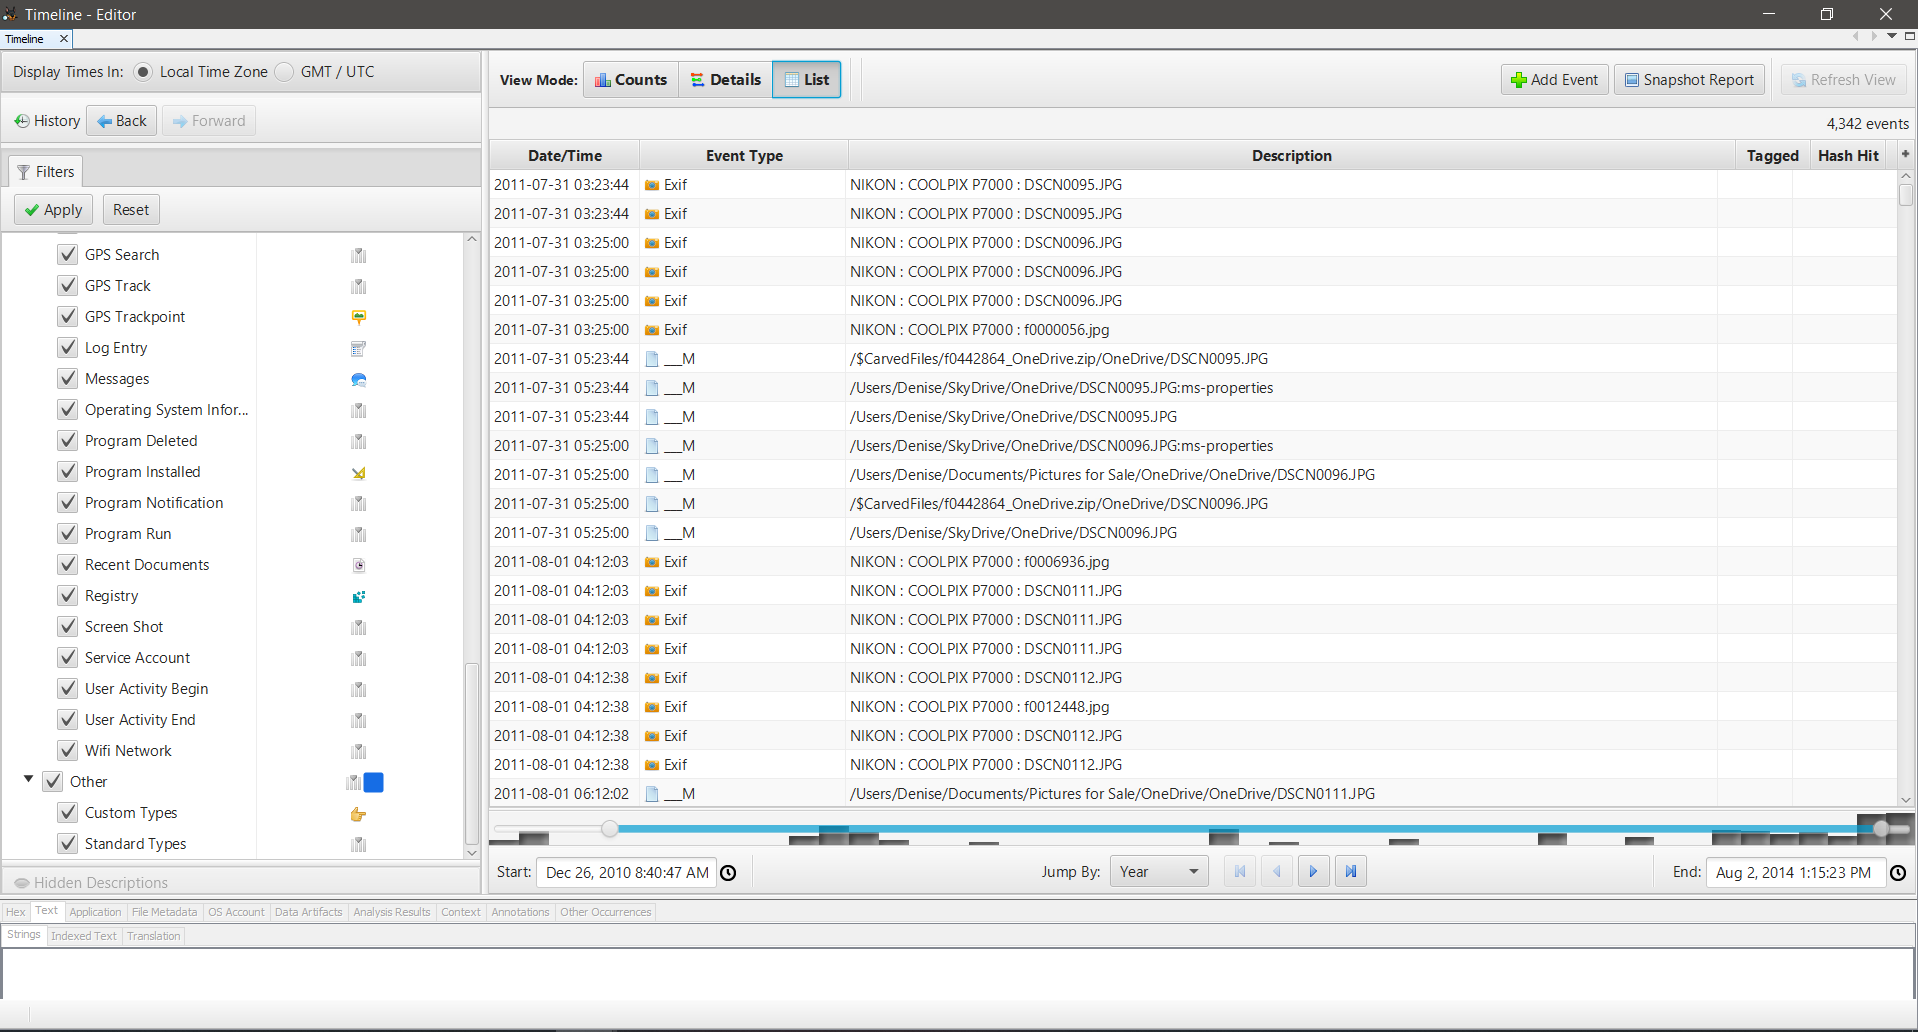 Timeline - Editor
Timeline
Display Times In: Local Time Zone GMT / UTC
History Back Forward
Filters
Apply Reset
GPS Search
GPS Track
GPS Trackpoint
Log Entry
Messages
Operating System Infor...
Program Deleted
Program Installed
Program Notification
Program Run
Recent Documents
Registry
Screen Shot
Service Account
User Activity Begin
User Activity End
Wifi Network
Other
Custom Types
Standard Types
Hidden Descriptions
View Mode: Counts Details List Add Event Snapshot Report Refresh View
4,342 events
Date/Time Event Type Description Tagged Hash Hit
2011-07-31 03:23:44 Exif NIKON : COOLPIX P7000 : DSCN0095.JPG
2011-07-31 03:23:44 Exif NIKON : COOLPIX P7000 : DSCN0095.JPG
2011-07-31 03:25:00 Exif NIKON : COOLPIX P7000 : DSCN0096.JPG
2011-07-31 03:25:00 Exif NIKON : COOLPIX P7000 : DSCN0096.JPG
2011-07-31 03:25:00 Exif NIKON : COOLPIX P7000 : DSCN0096.JPG
2011-07-31 03:25:00 Exif NIKON : COOLPIX P7000 : f0000056.jpg
2011-07-31 05:23:44 ___M /$CarvedFiles/f0442864_OneDrive.zip/OneDrive/DSCN0095.JPG
2011-07-31 05:23:44 ___M /Users/Denise/SkyDrive/OneDrive/DSCN0095.JPG:ms-properties
2011-07-31 05:23:44 ___M /Users/Denise/SkyDrive/OneDrive/DSCN0095.JPG
2011-07-31 05:25:00 ___M /Users/Denise/SkyDrive/OneDrive/DSCN0096.JPG:ms-properties
2011-07-31 05:25:00 ___M /Users/Denise/Documents/Pictures for Sale/OneDrive/OneDrive/DSCN0096.JPG
2011-07-31 05:25:00 ___M /$CarvedFiles/f0442864_OneDrive.zip/OneDrive/DSCN0096.JPG
2011-07-31 05:25:00 ___M /Users/Denise/SkyDrive/OneDrive/DSCN0096.JPG
2011-08-01 04:12:03 Exif NIKON : COOLPIX P7000 : f0006936.jpg
2011-08-01 04:12:03 Exif NIKON : COOLPIX P7000 : DSCN0111.JPG
2011-08-01 04:12:03 Exif NIKON : COOLPIX P7000 : DSCN0111.JPG
2011-08-01 04:12:03 Exif NIKON : COOLPIX P7000 : DSCN0111.JPG
2011-08-01 04:12:38 Exif NIKON : COOLPIX P7000 : DSCN0112.JPG
2011-08-01 04:12:38 Exif NIKON : COOLPIX P7000 : f0012448.jpg
2011-08-01 04:12:38 Exif NIKON : COOLPIX P7000 : DSCN0112.JPG
2011-08-01 04:12:38 Exif NIKON : COOLPIX P7000 : DSCN0112.JPG
2011-08-01 06:12:02 ___M /Users/Denise/Documents/Pictures for Sale/OneDrive/OneDrive/DSCN0111.JPG
Start: Dec 26, 2010 8:40:47 AM Jump By: Year End: Aug 2, 2014 1:15:23 PM
Hex Text Application File Metadata OS Account Data Artifacts Analysis Results Context Annotations Other Occurrences
Strings Indexed Text Translation